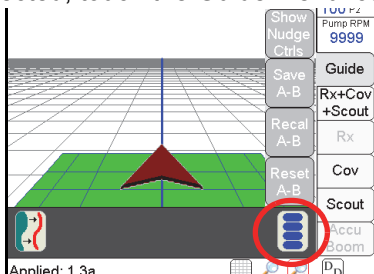 Show
Nudge
Ctrls
Save
A-B
Recal
A-B
Reset
A-B
Pump RPM
9999
Guide
Rx+Cov
+Scout
Rx
Cov
Scout
Accu
Boom
Applied: 1.3a